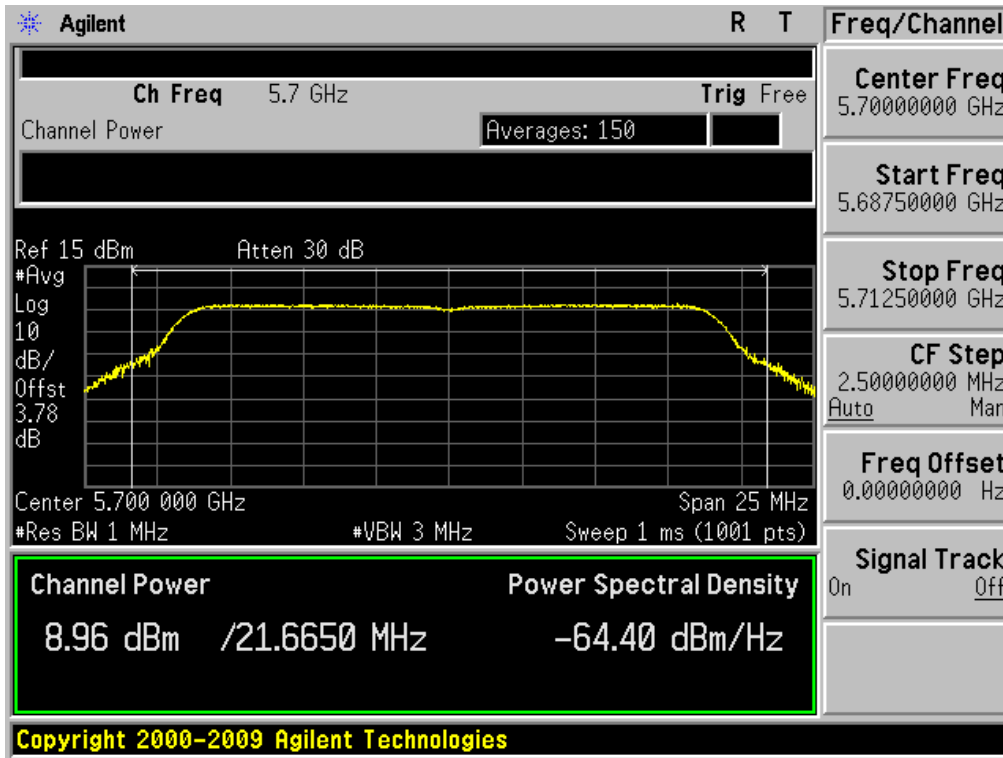 Agilent R T
Ch Freq 5.7 GHz Trig Free
Channel Power Averages: 150
Ref 15 dBm Atten 30 dB
#Avg
Log
10
dB/
Offst
3.78
dB
Center 5.700 000 GHz Span 25 MHz
#Res BW 1 MHz #VBW 3 MHz Sweep 1 ms (1001 pts)
Channel Power Power Spectral Density
8.96 dBm /21.6650 MHz -64.40 dBm/Hz
Copyright 2000-2009 Agilent Technologies
Freq/Channel
Center Freq
5.70000000 GHz
Start Freq
5.68750000 GHz
Stop Freq
5.71250000 GHz
CF Step
2.50000000 MHz
Auto Man
Freq Offset
0.00000000 Hz
Signal Track
On Off